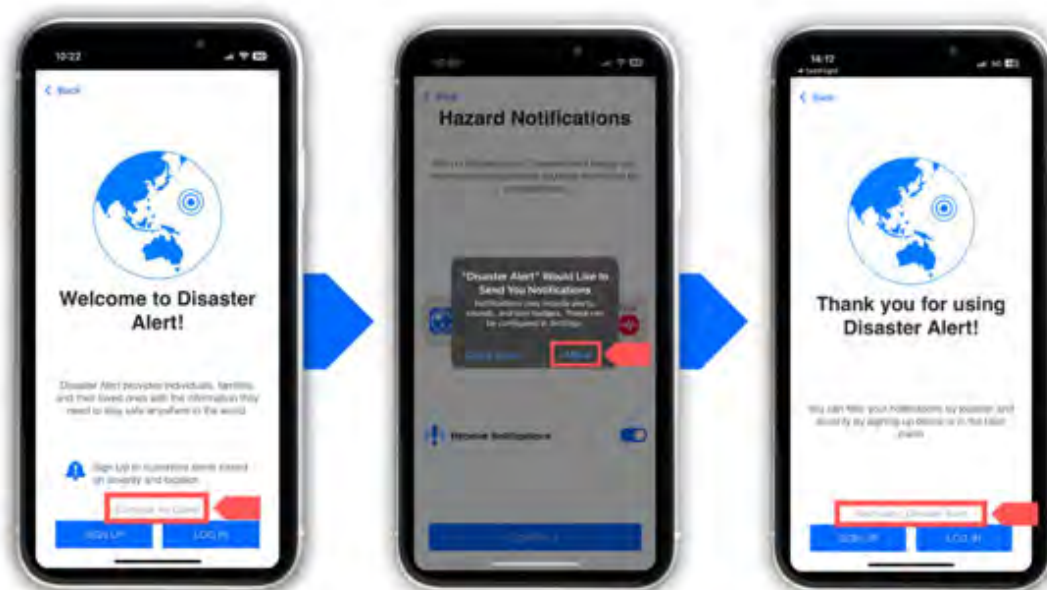 10:22
< Back
Welcome to Disaster
Alert!
Disaster Alert provides individuals, families,
and their loved ones with the information they
need to stay safe anywhere in the world
Sign Up to customize alerts based
on severity and location
Continue as Guest
SIGN UP
LOG IN
Hazard Notifications
"Disaster Alert" Would Like to
Send You Notifications
Notifications may include alerts,
sounds, and icon badges. These can
be configured in Settings.
Allow
Receive Notifications
14:12
< Back
Thank you for using
Disaster Alert!
You can filter your notifications by location and
severity by signing up below or in the
Disaster Alert
SIGN UP
LOG IN